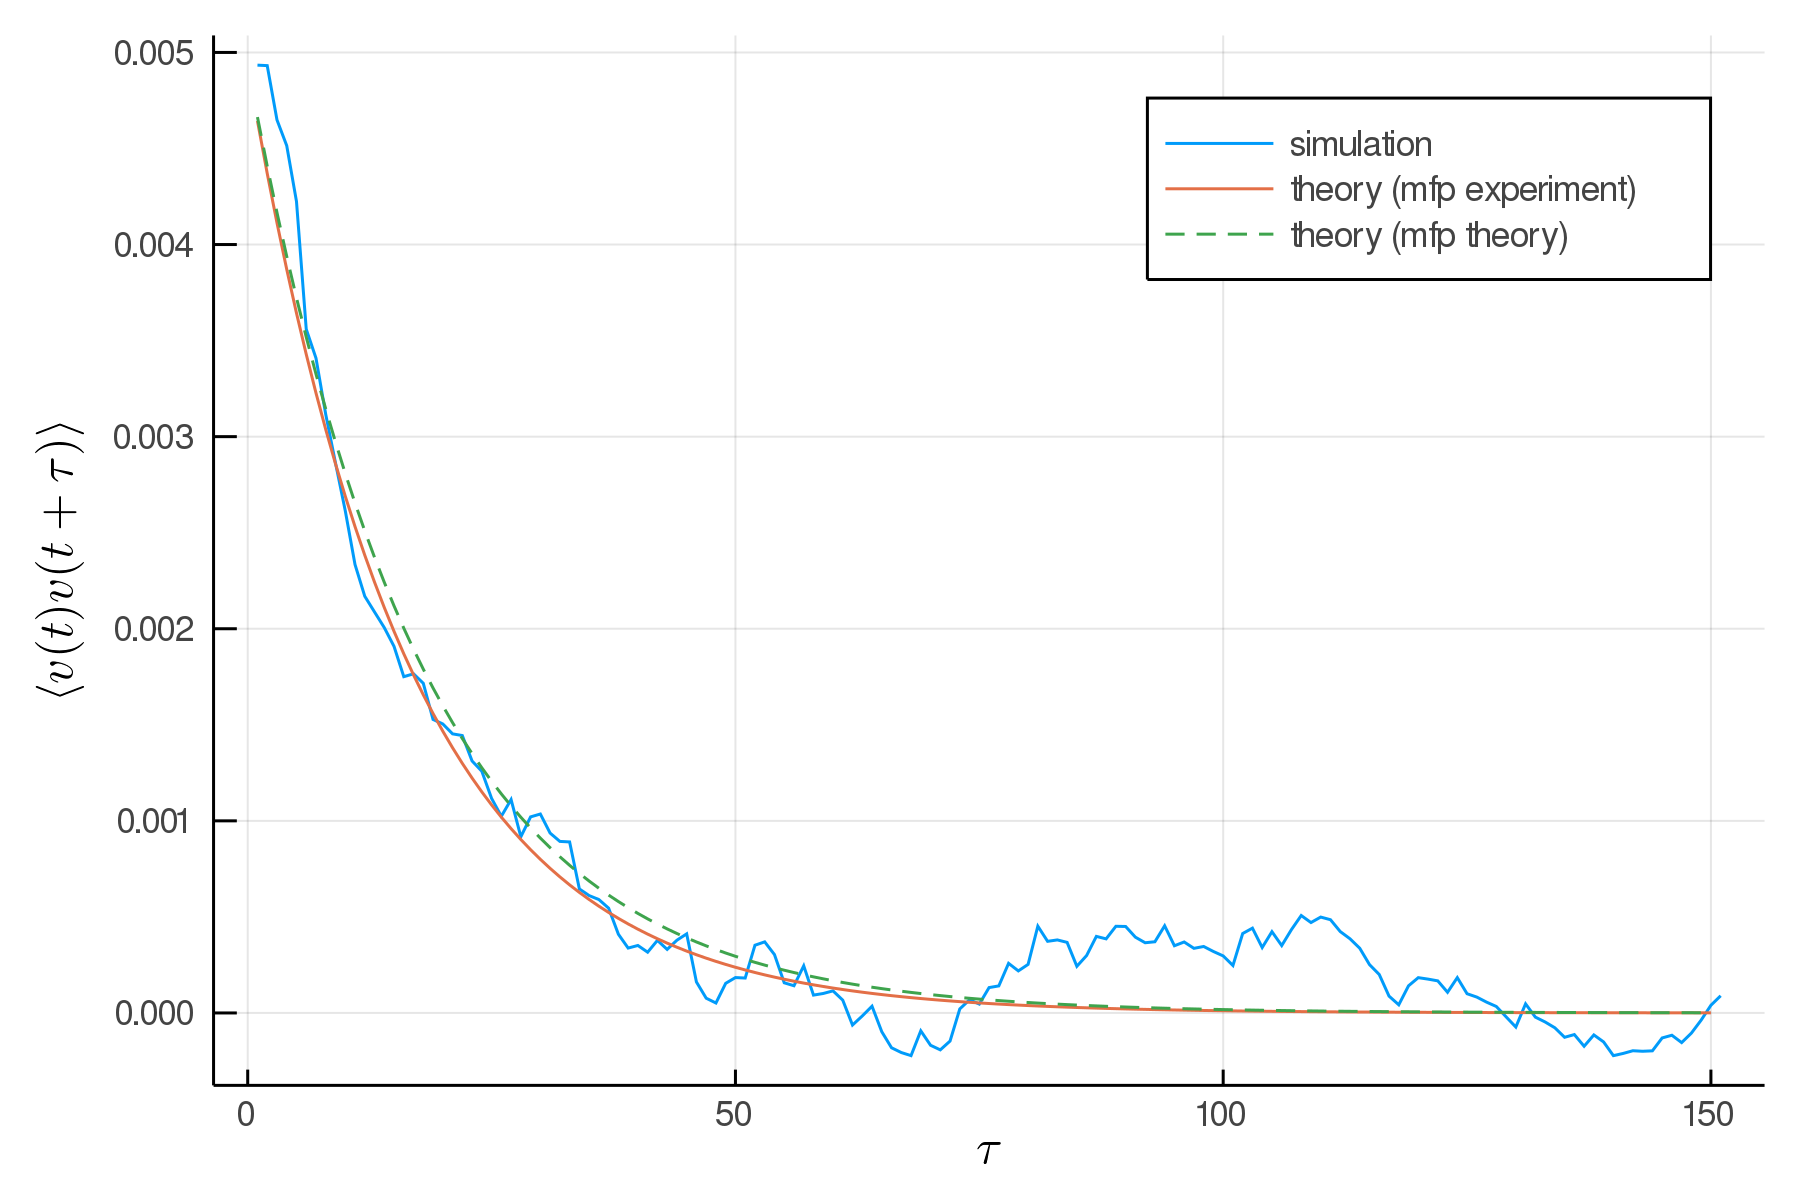 0.005
0.004
0.003
0.002
0.001
0.000
⟨v(t)v(t + τ)⟩
simulation
theory (mfp experiment)
theory (mfp theory)
0 50 100 150
τ